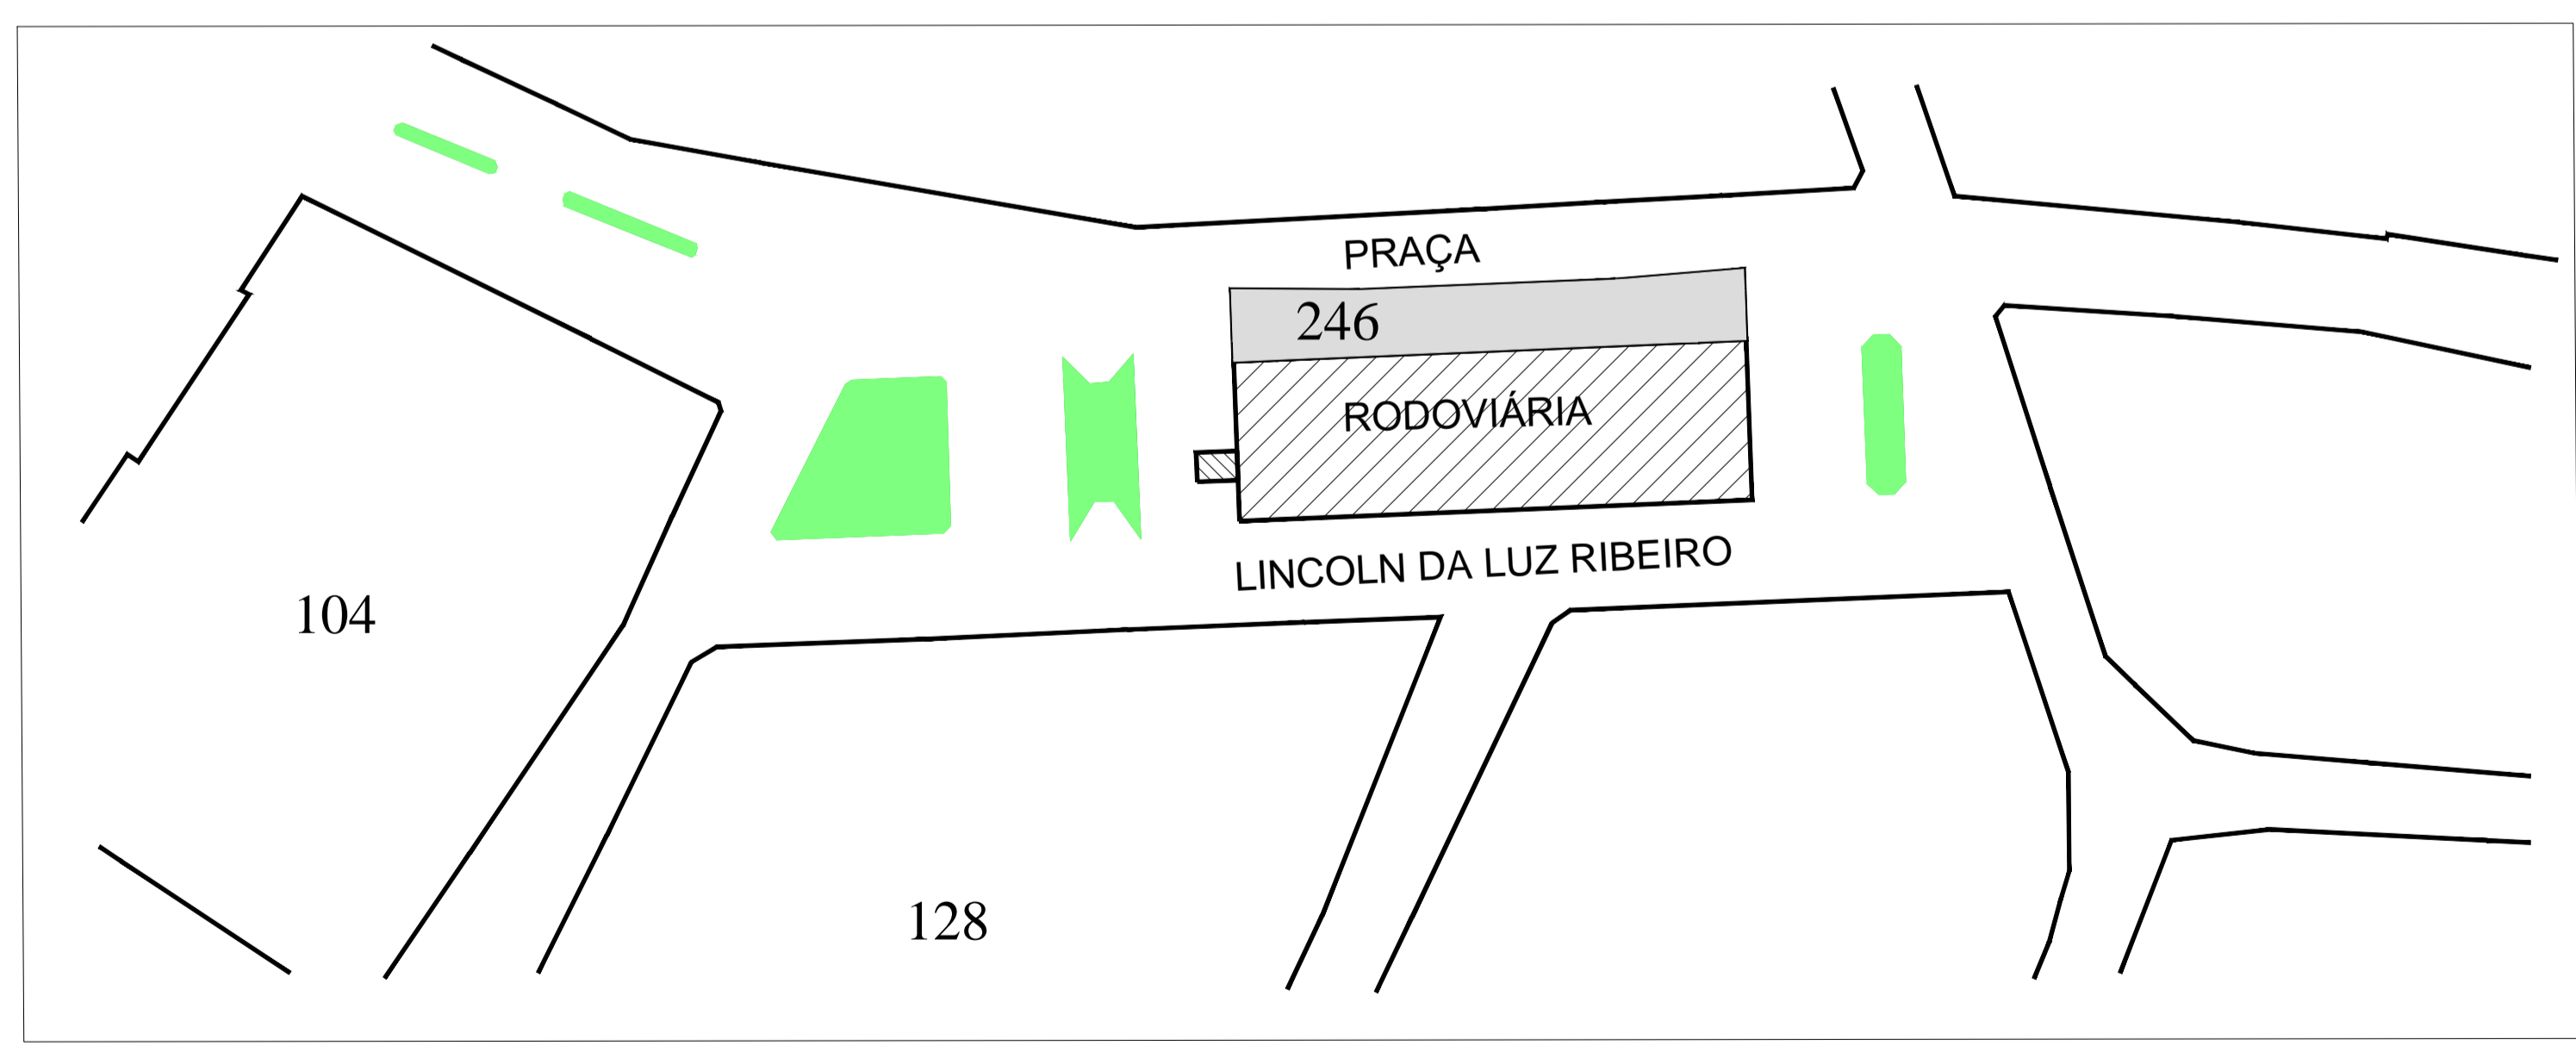 PRAÇA
246
RODOVIÁRIA
LINCOLN DA LUZ RIBEIRO
104
128